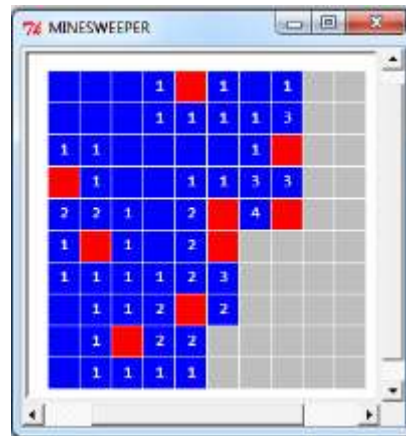 MINESWEEPER
1 1 1
1 1 1 1 3
1 1 1
1 1 1 3 3
2 2 1 2 4
1 1 2
1 1 1 1 2 3
1 1 2 2
1 2 2
1 1 1 1